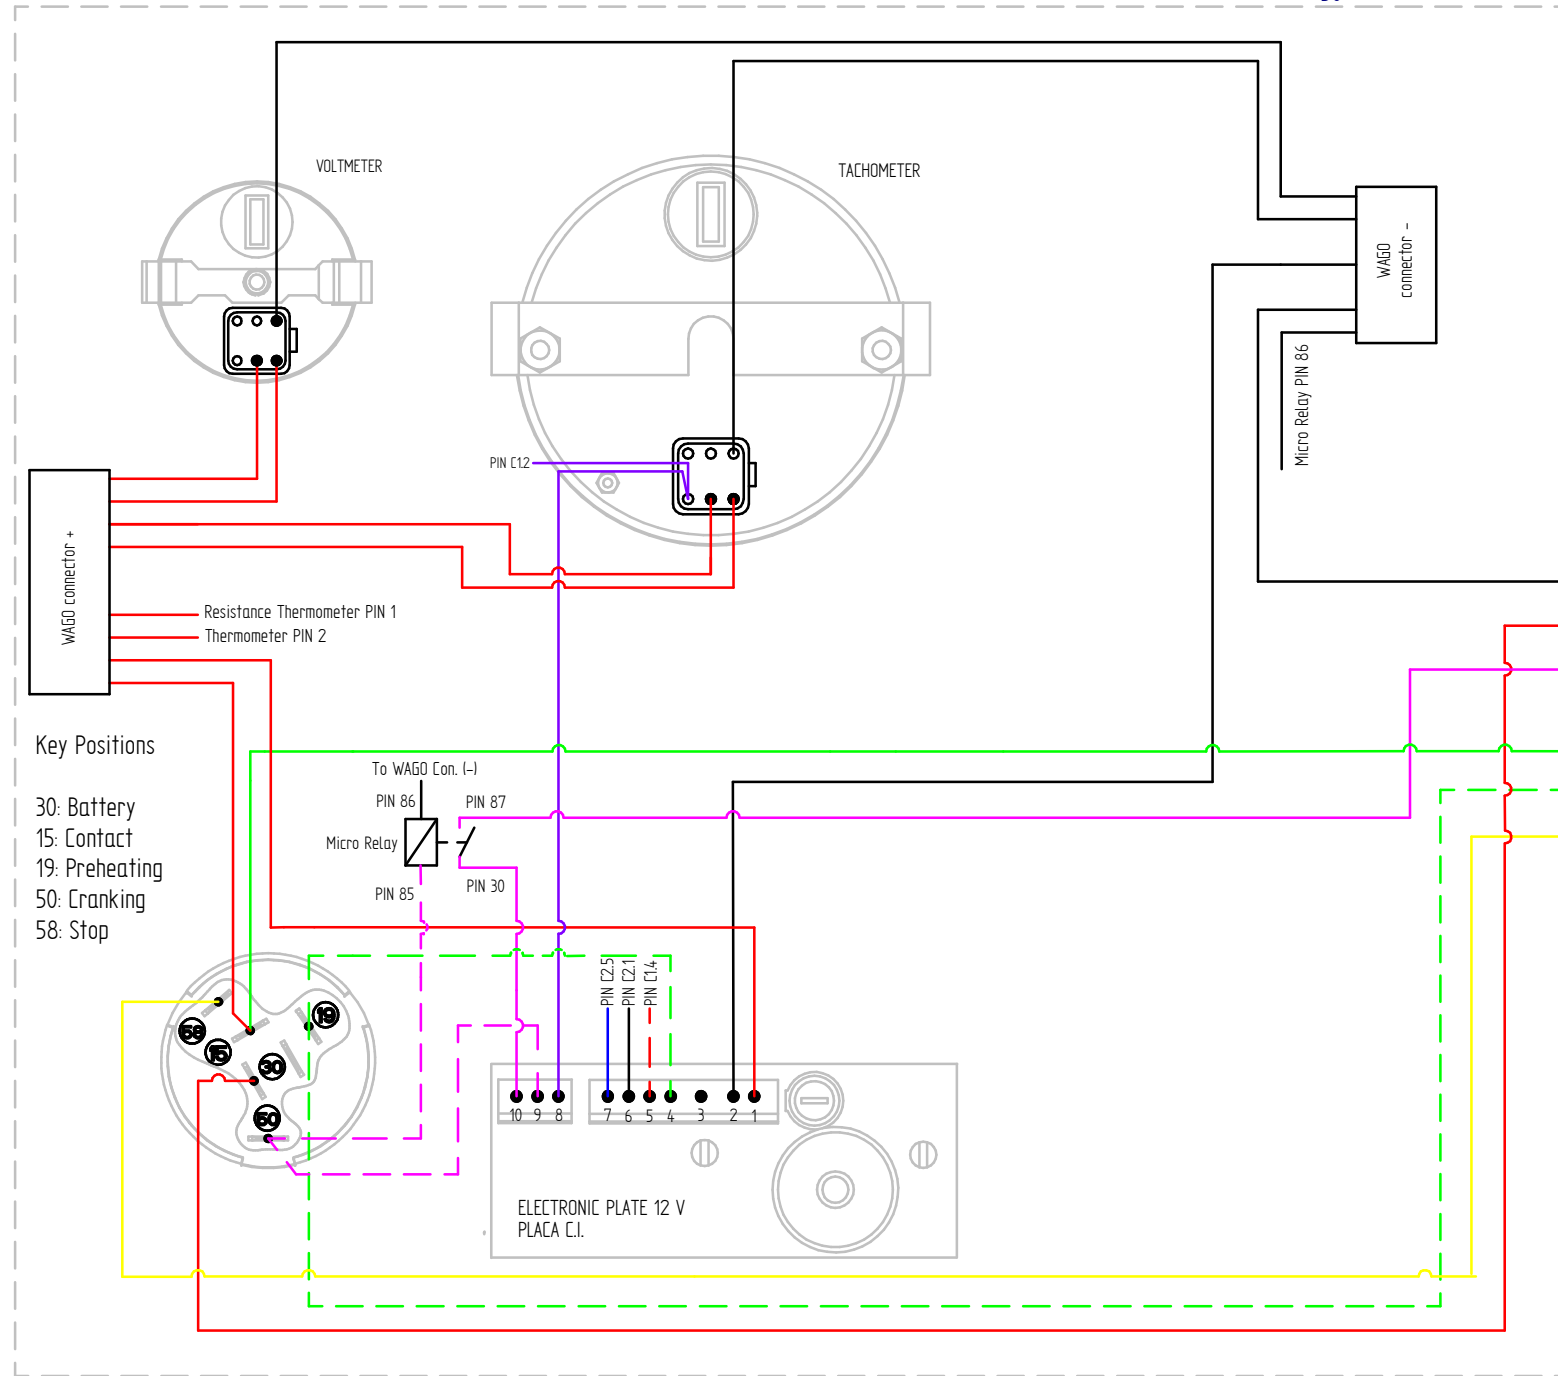 VOLTMETER
TACHOMETER
WAGO
connector -
Micro Relay PIN 86
PIN C1.2
WAGO connector +
Resistance Thermometer PIN 1
Thermometer PIN 2
Key Positions
30: Battery
15: Contact
19: Preheating
50: Cranking
58: Stop
To WAGO Con. (-)
PIN 86
PIN 87
Micro Relay
PIN 85
PIN 30
PIN C2.5
PIN C2.1
PIN C1.4
58
15
19
30
50
10 9 8 7 6 5 4 3 2 1
ELECTRONIC PLATE 12 V
PLACA C.I.